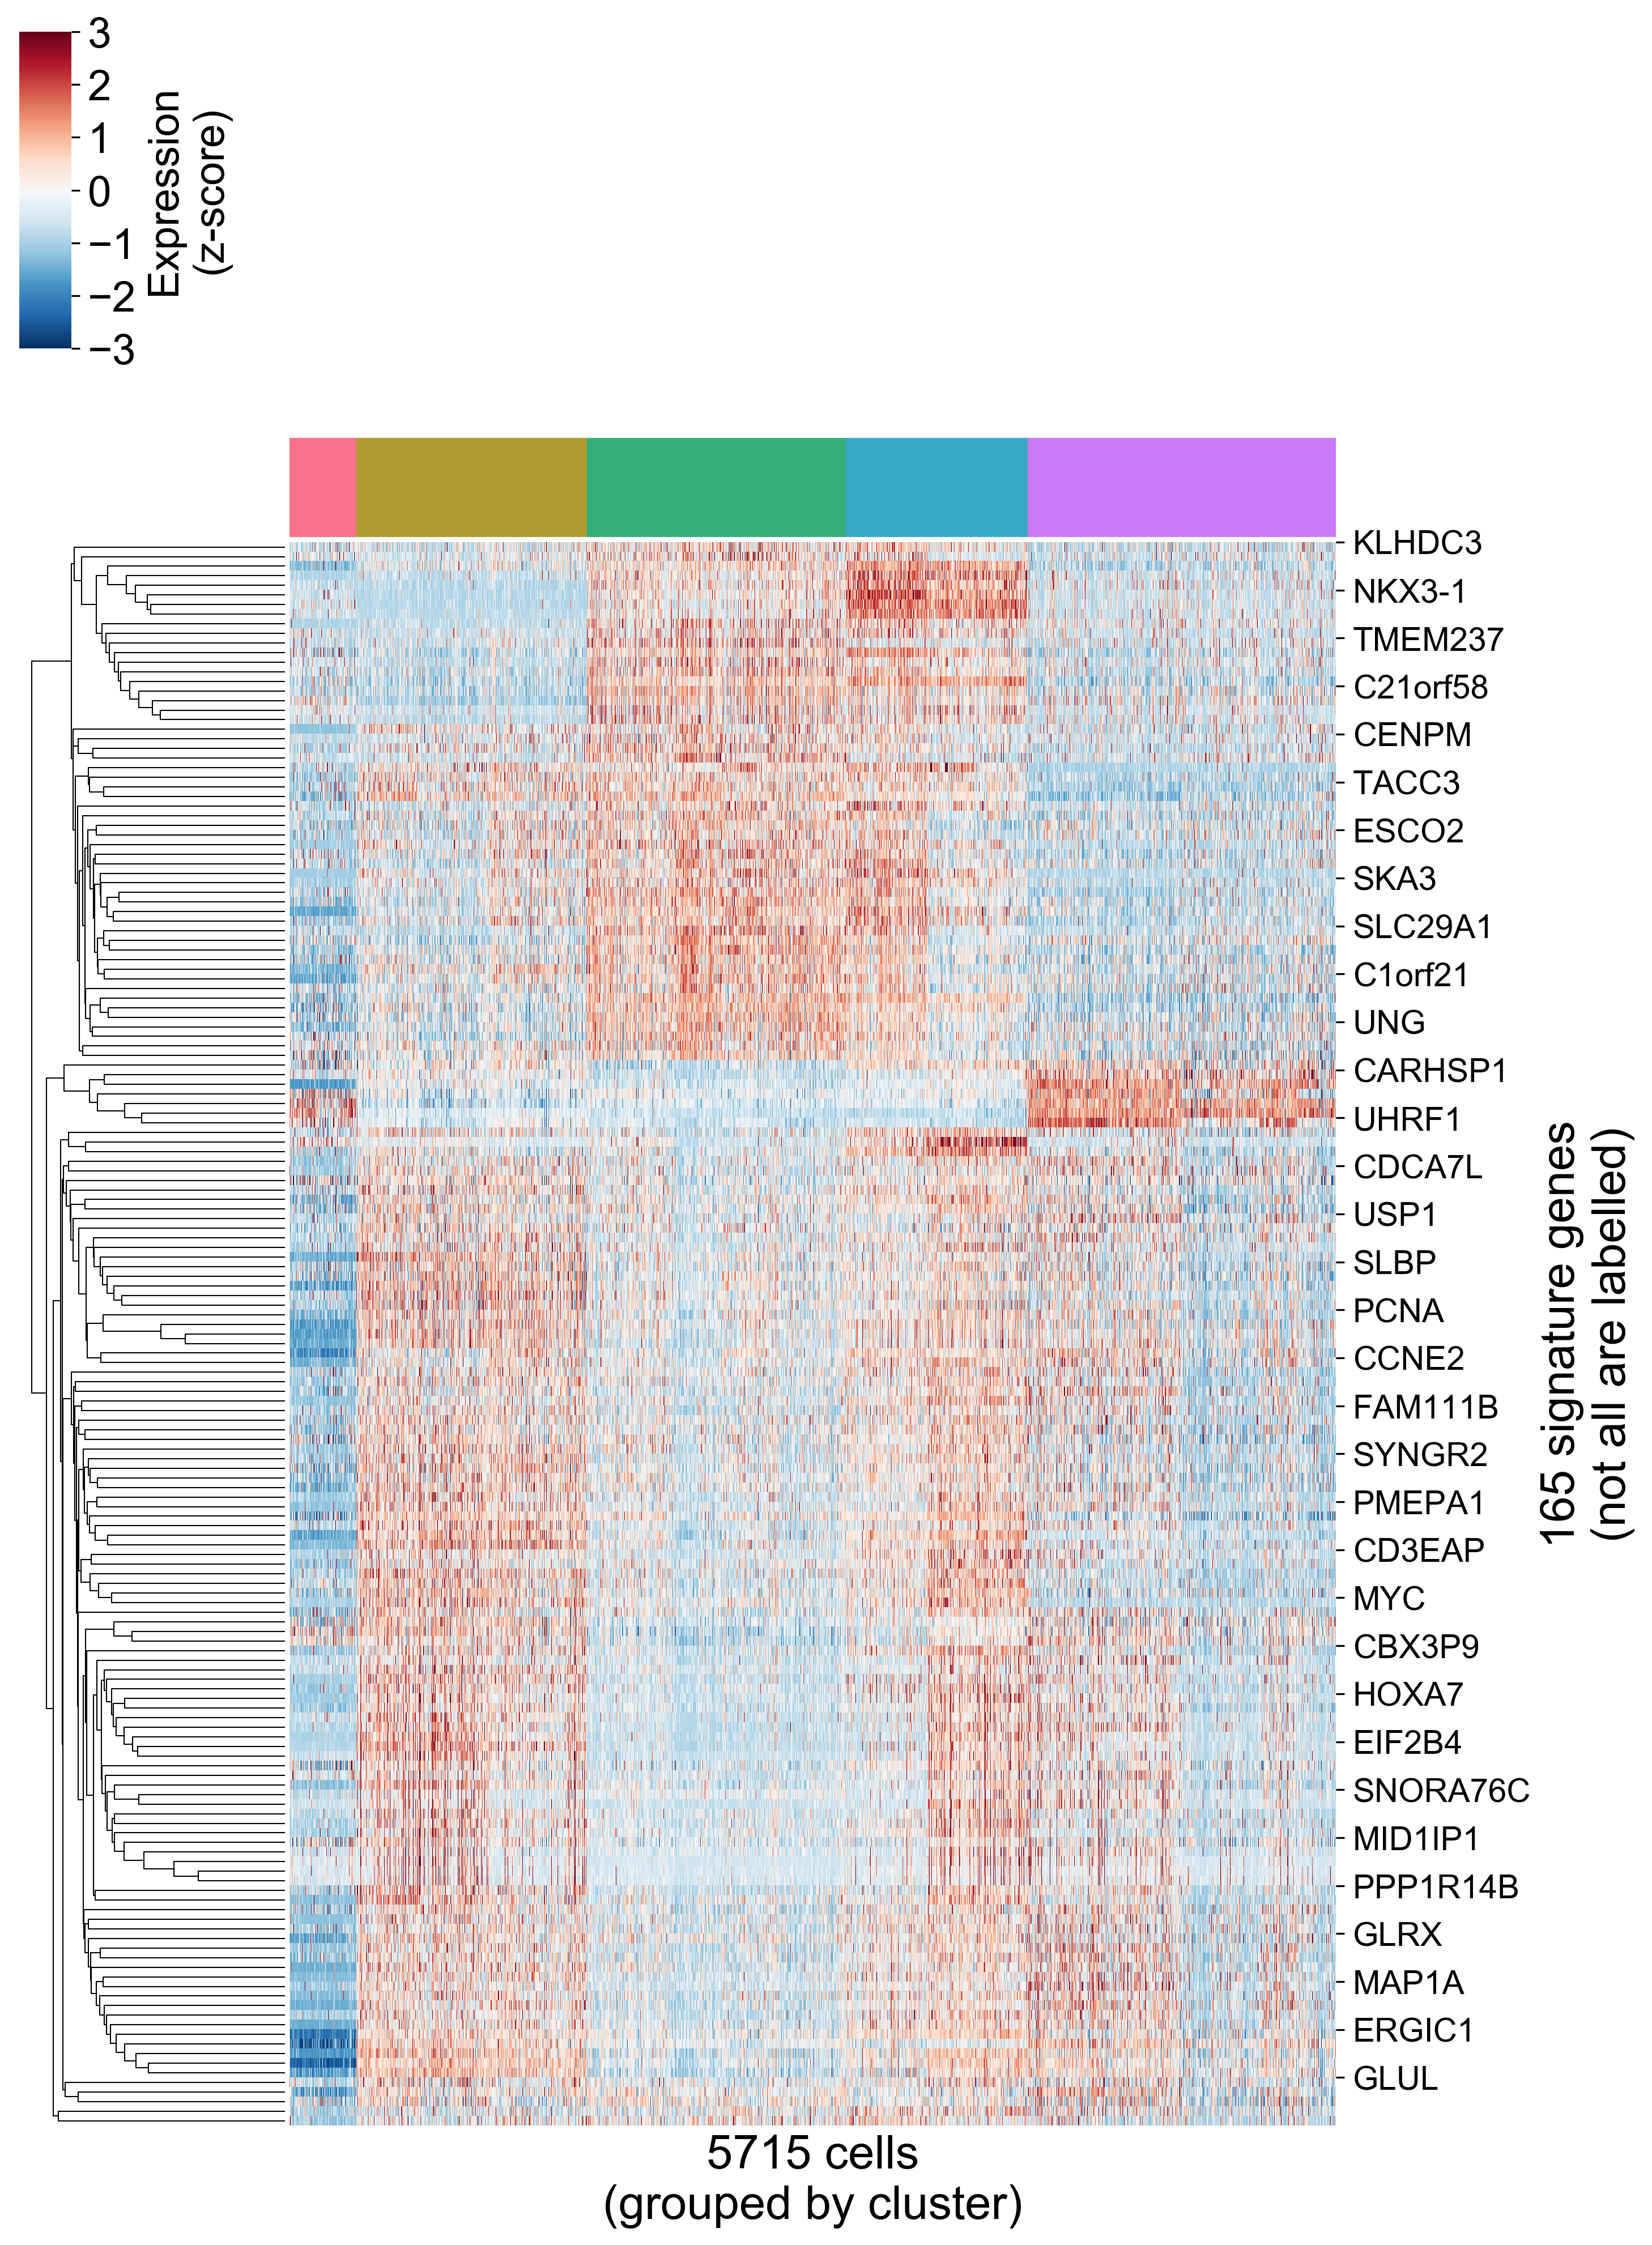 3
2
1
0
−1
−2
−3
Expression
(z-score)
KLHDC3
NKX3-1
TMEM237
C21orf58
CENPM
TACC3
ESCO2
SKA3
SLC29A1
C1orf21
UNG
CARHSP1
UHRF1
CDCA7L
USP1
SLBP
PCNA
CCNE2
FAM111B
SYNGR2
PMEPA1
CD3EAP
MYC
CBX3P9
HOXA7
EIF2B4
SNORA76C
MID1IP1
PPP1R14B
GLRX
MAP1A
ERGIC1
GLUL
165 signature genes
(not all are labelled)
5715 cells
(grouped by cluster)